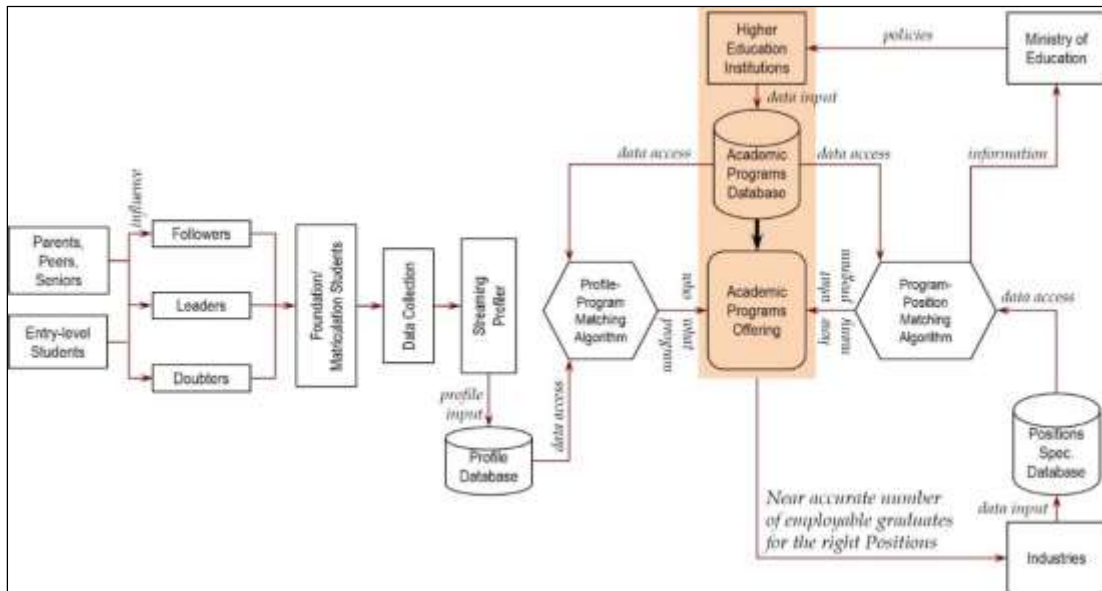 Higher
Education
Institutions
policies
Ministry of
Education
data input
data access
Academic
Programs
Database
data access
information
influence
Parents,
Peers,
Seniors
Entry-level
Students
Followers
Leaders
Doubters
Foundation/
Matriculation Students
Data Collection
Streaming
Profiler
Profile-
Program
Matching
Algorithm
who
what
program
Academic
Programs
Offering
what
program
how
many
Program-
Position
Matching
Algorithm
data access
profile
input
Profile
Database
data access
Positions
Spec.
Database
data input
Industries
Near accurate number
of employable graduates
for the right Positions